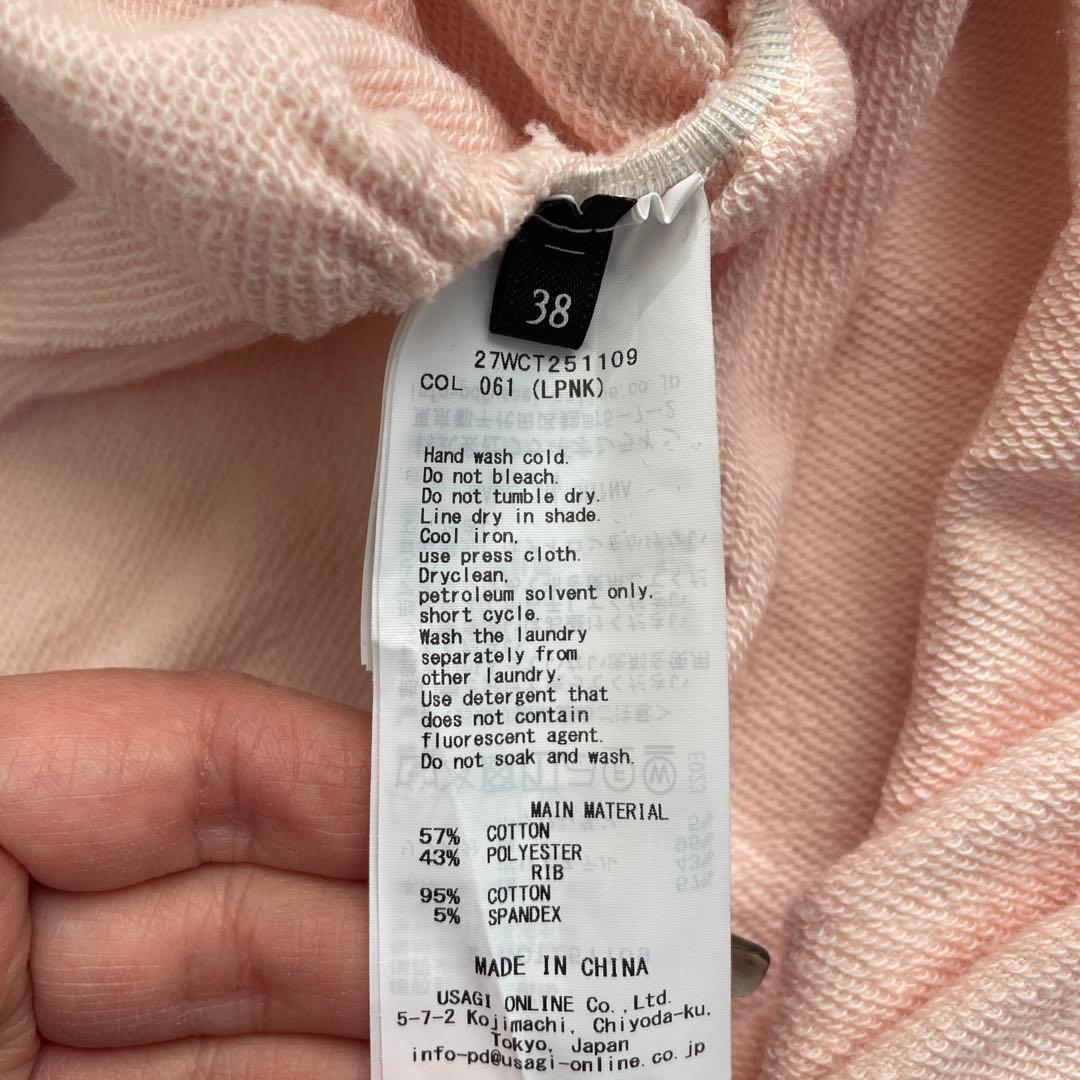 38
27WCT251109
COL 061 (LPNK)
Hand wash cold.
Do not bleach.
Do not tumble dry.
Line dry in shade.
Cool iron,
use press cloth.
Dryclean,
petroleum solvent only.
short cycle.
Wash the laundry
separately from
other laundry.
Use detergent that
does not contain
fluorescent agent.
Do not soak and wash.
MAIN MATERIAL
57% COTTON
43% POLYESTER
RIB
95% COTTON
5% SPANDEX
MADE IN CHINA
USAGI ONLINE Co.,Ltd.
5-7-2 Kojimachi, Chiyoda-ku,
Tokyo, Japan
info-pd@usagi-online.co.jp